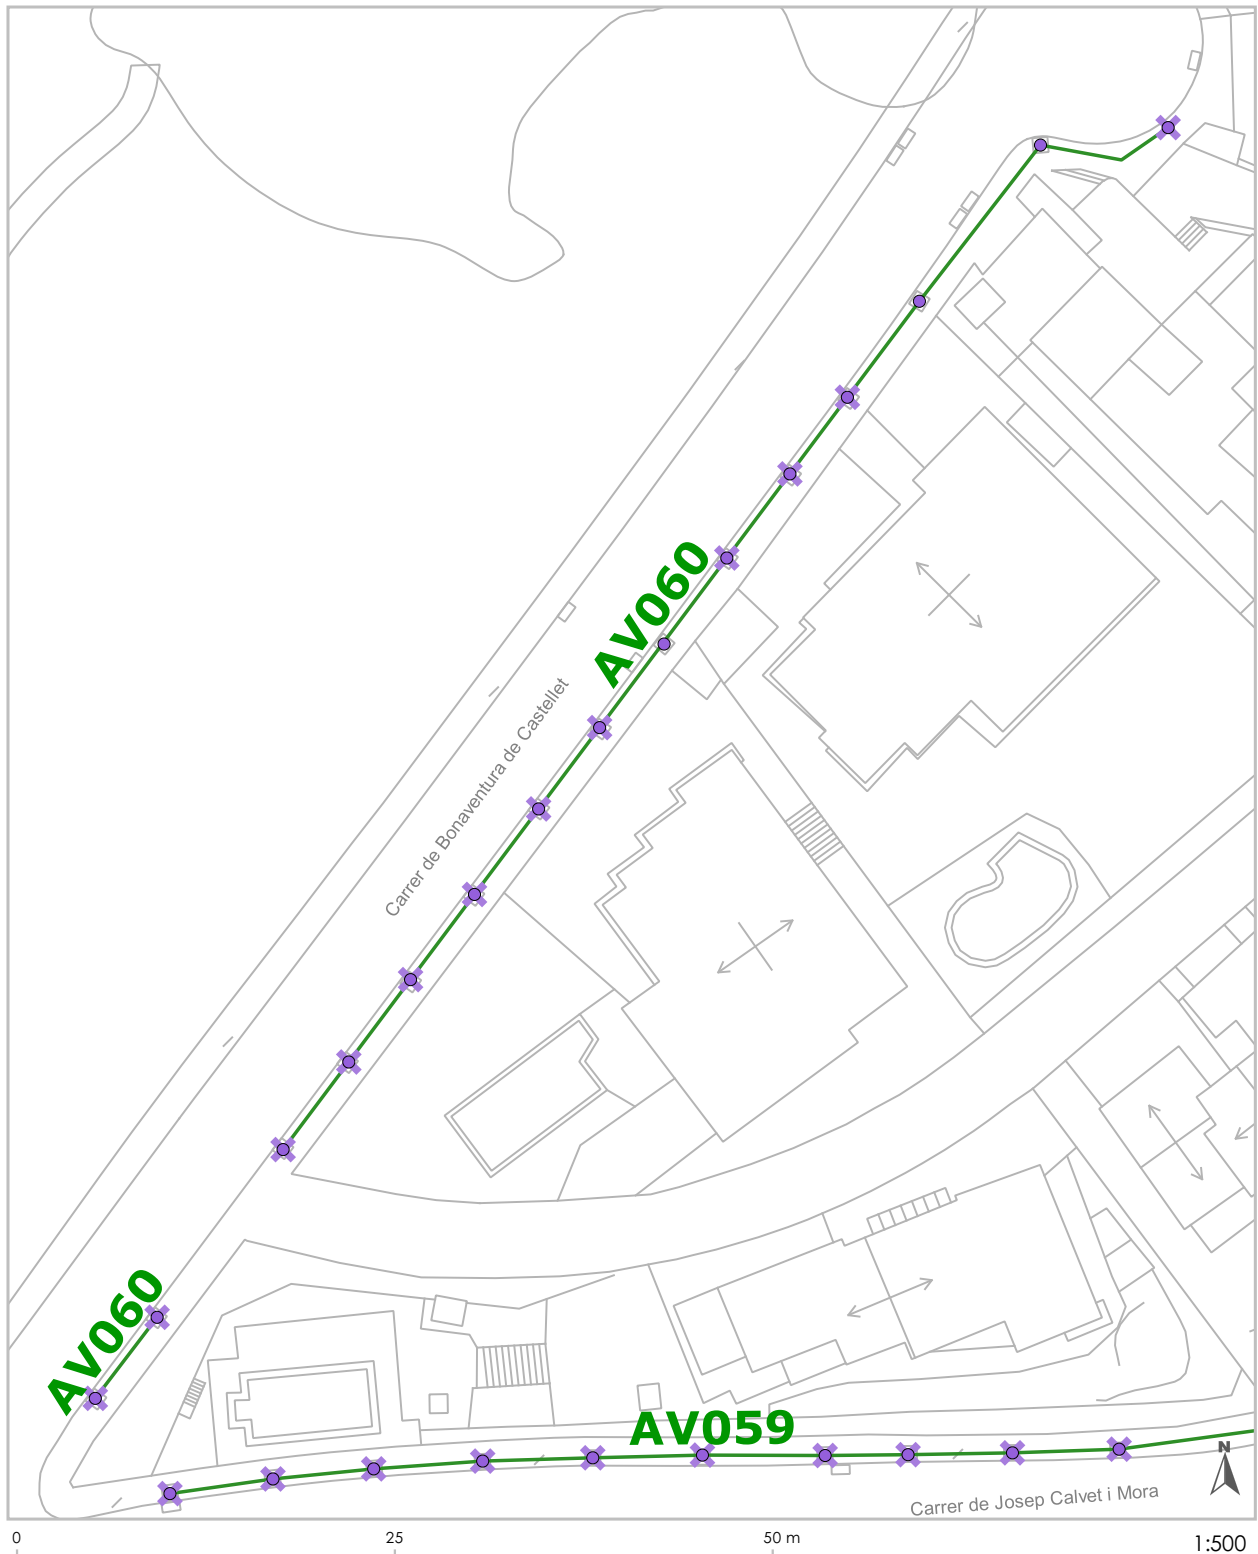 AV060
Carrer de Bonaventura de Castellet
AV060
AV059
N
Carrer de Josep Calvet i Mora
0 25 50 m
1:500